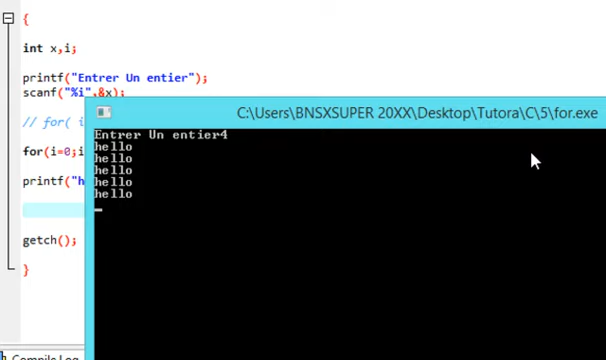 {
int x,i;
printf("Entrer Un entier");
scanf("%i",&x);
// for( i
for(i=0;i
printf("h
getch();
}
C:\Users\BNSXSUPER 20XX\Desktop\Tutora\C\5\for.exe
Entrer Un entier4
hello
hello
hello
hello
hello
Compile Log